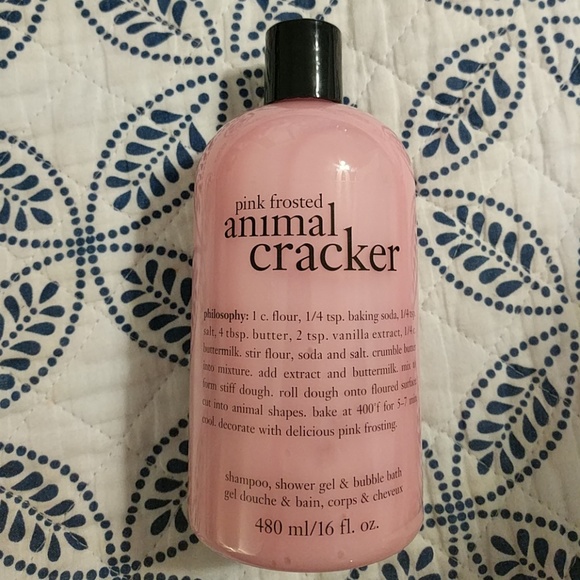 pink frosted
animal
cracker
philosophy: 1 c. flour, 1/4 tsp. baking soda, 1/4 tsp.
salt, 4 tbsp. butter, 2 tsp. vanilla extract, 1/4 c.
buttermilk. stir flour, soda and salt. crumble butter
into mixture. add extract and buttermilk. mix to
form stiff dough. roll dough onto floured surface
cut into animal shapes. bake at 400°f for 5-7 min.
cool. decorate with delicious pink frosting.
shampoo, shower gel & bubble bath
gel douche & bain, corps & cheveux
480 ml/16 fl. oz.